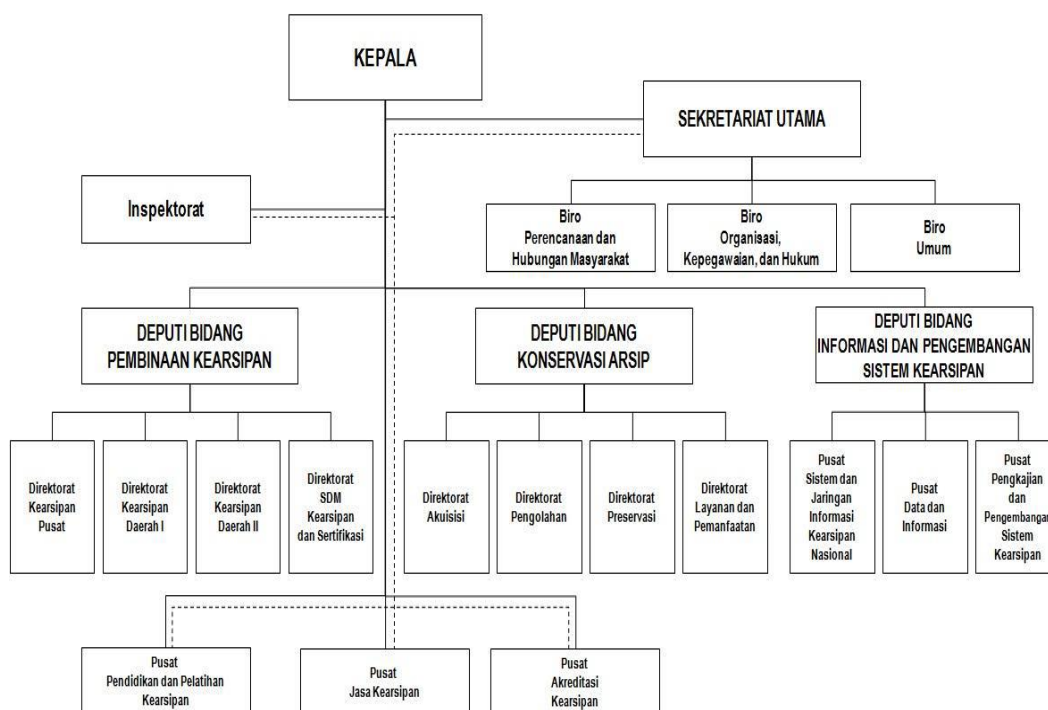 KEPALA
SEKRETARIAT UTAMA
Inspektorat
Biro
Perencanaan dan
Hubungan Masyarakat
Biro
Organisasi,
Kepegawaian, dan Hukum
Biro
Umum
DEPUTI BIDANG
PEMBINAAN KEARSIPAN
DEPUTI BIDANG
KONSERVASI ARSIP
DEPUTI BIDANG
INFORMASI DAN PENGEMBANGAN
SISTEM KEARSIPAN
Direktorat
Kearsipan
Pusat
Direktorat
Kearsipan
Daerah I
Direktorat
Kearsipan
Daerah II
Direktorat
SDM
Kearsipan
dan Sertifikasi
Direktorat
Akuisisi
Direktorat
Pengolahan
Direktorat
Preservasi
Direktorat
Layanan dan
Pemanfaatan
Pusat
Sistem dan
Jaringan
Informasi
Kearsipan
Nasional
Pusat
Data dan
Informasi
Pusat
Pengkajian
dan
Pengembangan
Sistem
Kearsipan
Pusat
Pendidikan dan Pelatihan
Kearsipan
Pusat
Jasa Kearsipan
Pusat
Akreditasi
Kearsipan